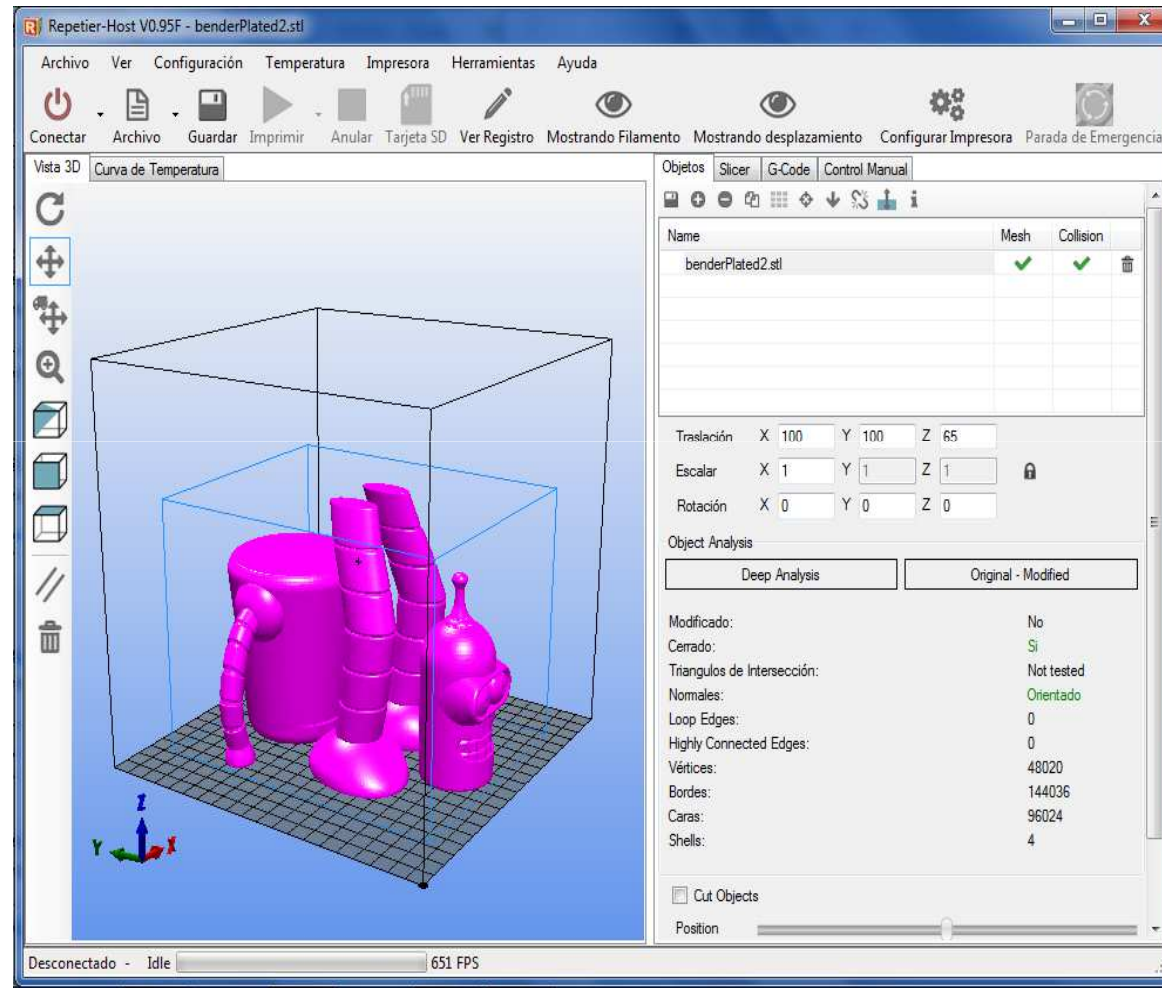 Repetier-Host V0.95F - benderPlated2.stl
Archivo Ver Configuración Temperatura Impresora Herramientas Ayuda
Conectar Archivo Guardar Imprimir Anular Tarjeta SD Ver Registro Mostrando Filamento Mostrando desplazamiento Configurar Impresora Parada de Emergencia
Vista 3D Curva de Temperatura
Objetos Slicer G-Code Control Manual
Name Mesh Collision
benderPlated2.stl
Traslación X 100 Y 100 Z 65
Escalar X 1 Y 1 Z 1
Rotación X 0 Y 0 Z 0
Object Analysis
Deep Analysis Original - Modified
Modificado: No
Cerrado: Si
Triangulos de Intersección: Not tested
Normales: Orientado
Loop Edges: 0
Highly Connected Edges: 0
Vértices: 48020
Bordes: 144036
Caras: 96024
Shells: 4
Z
Y X
Cut Objects
Position
Desconectado - Idle 651 FPS